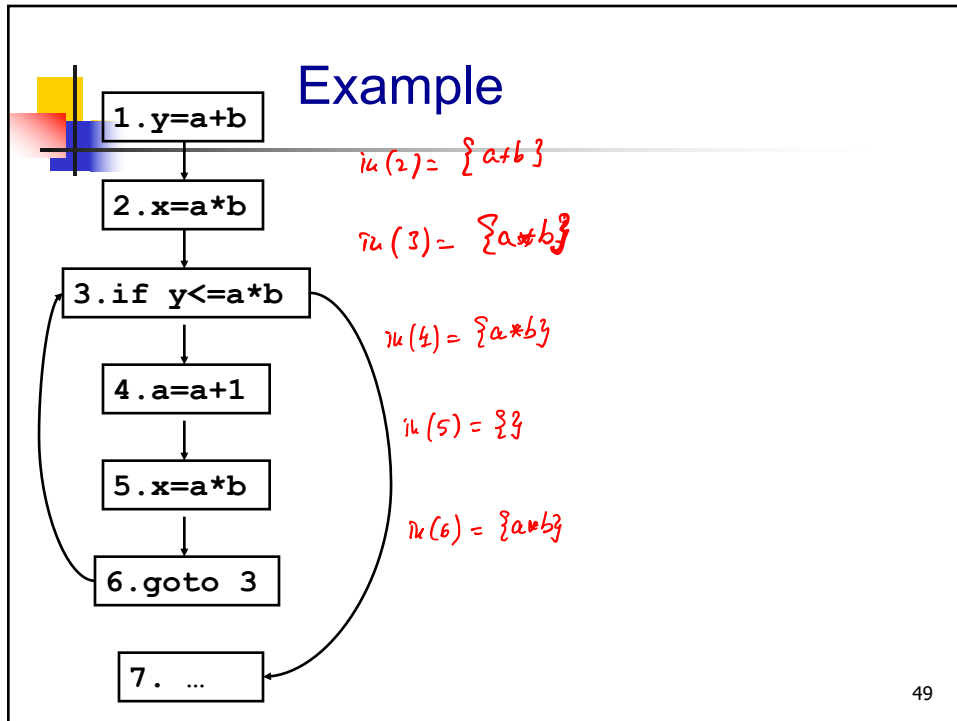 Example
1.y=a+b
in(2) = {a+b}
2.x=a*b
in(3) = {a*b}
3.if y<=a*b
in(4) = {a*b}
4.a=a+1
in(5) = {}
5.x=a*b
in(6) = {a*b}
6.goto 3
7. …
49